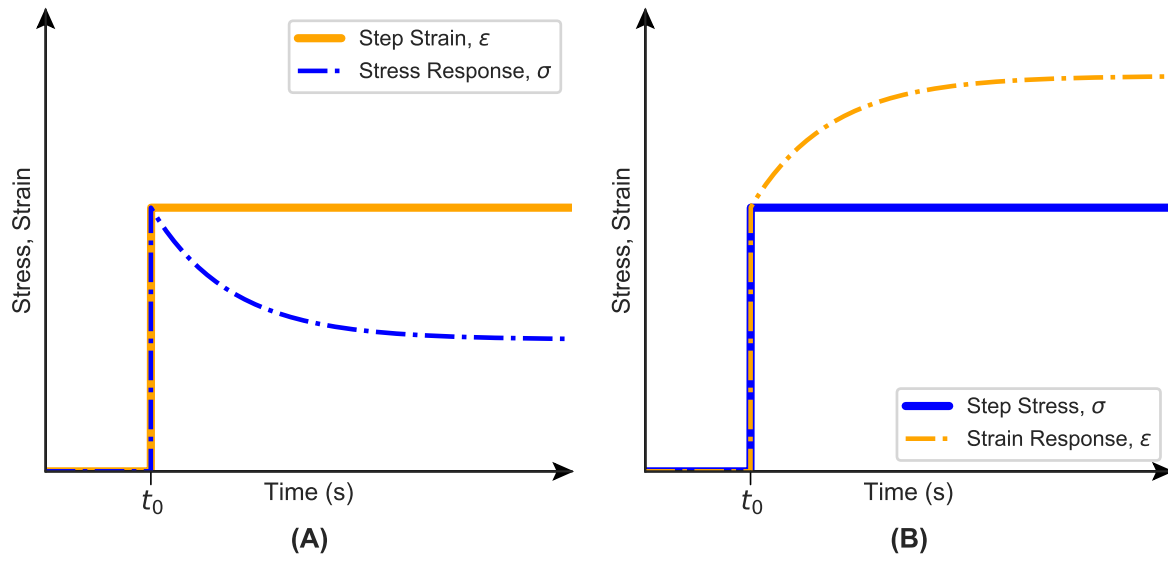 Step Strain, ε
Stress Response, σ
Stress, Strain
t₀
Time (s)
(A)
Stress, Strain
Step Stress, σ
Strain Response, ε
t₀
Time (s)
(B)